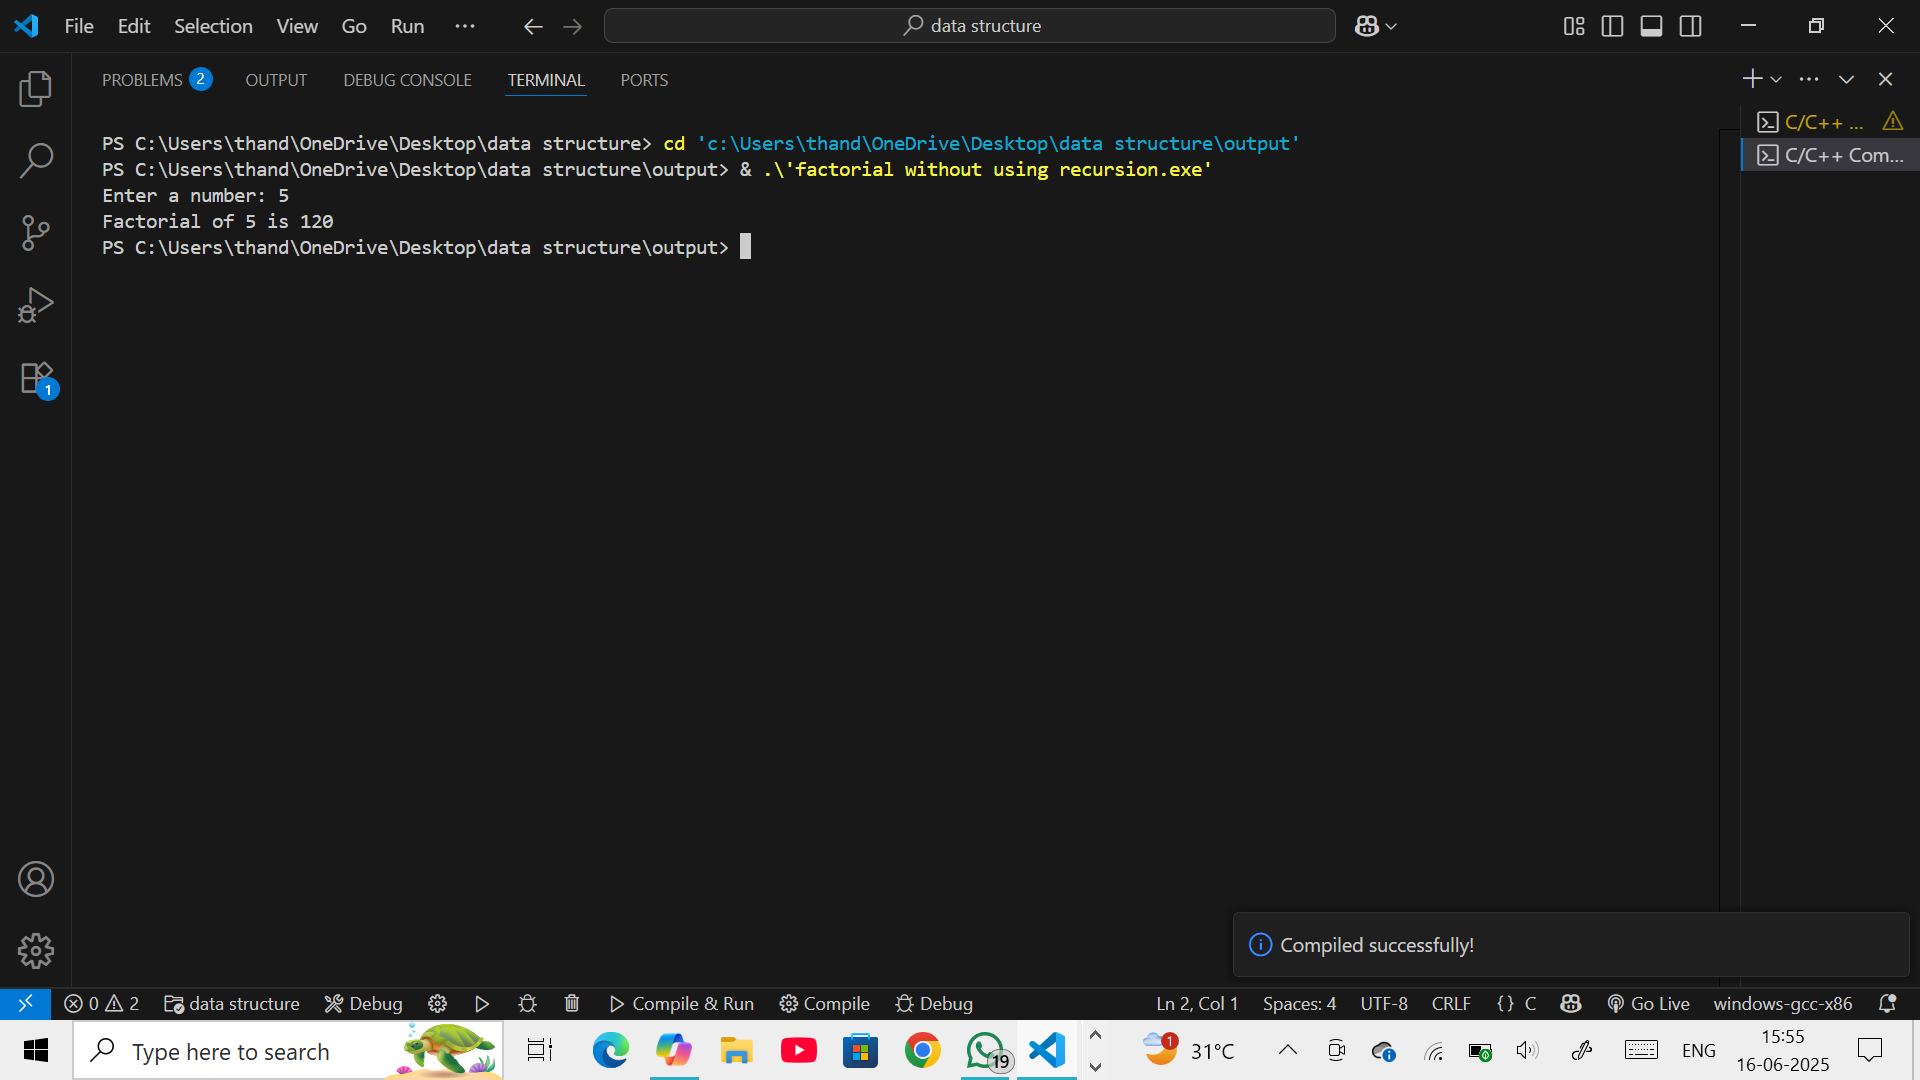 File Edit Selection View Go Run ···
data structure
PROBLEMS 2 OUTPUT DEBUG CONSOLE TERMINAL PORTS
C/C++ ...
C/C++ Com...
PS C:\Users\thand\OneDrive\Desktop\data structure> cd 'c:\Users\thand\OneDrive\Desktop\data structure\output'
PS C:\Users\thand\OneDrive\Desktop\data structure\output> & .\'factorial without using recursion.exe'
Enter a number: 5
Factorial of 5 is 120
PS C:\Users\thand\OneDrive\Desktop\data structure\output>
1
Compiled successfully!
0 2 data structure Debug Compile & Run Compile Debug Ln 2, Col 1 Spaces: 4 UTF-8 CRLF {} C Go Live windows-gcc-x86
Type here to search 19 1 31°C ENG 15:55
16-06-2025